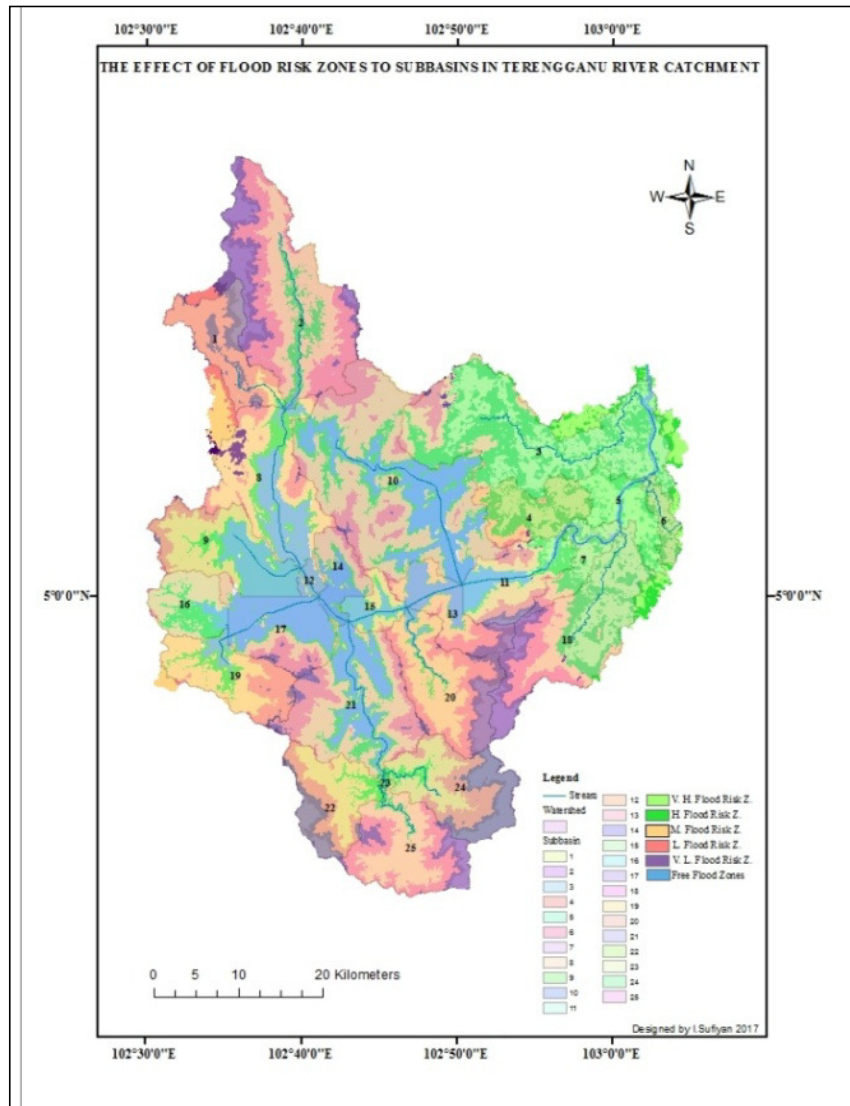 102°30'0"E 102°40'0"E 102°50'0"E 103°0'0"E
THE EFFECT OF FLOOD RISK ZONES TO SUBBASINS IN TERENGGANU RIVER CATCHMENT
N
W E
S
2
1
3
8
10
5
4
6
9
7
14
12
11
5°0'0"N 5°0'0"N
16
15
13
17
18
19
20
21
23
24
22
25
Legend
Stream
Watershed
Subbasin
1
2
3
4
5
6
7
8
9
10
11
12
13
14
15
16
17
18
19
20
21
22
23
24
25
V. H. Flood Risk Z.
H. Flood Risk Z.
M. Flood Risk Z.
L. Flood Risk Z.
V. L. Flood Risk Z.
Free Flood Zones
0 5 10 20 Kilometers
Designed by I.Sufiyan 2017
102°30'0"E 102°40'0"E 102°50'0"E 103°0'0"E